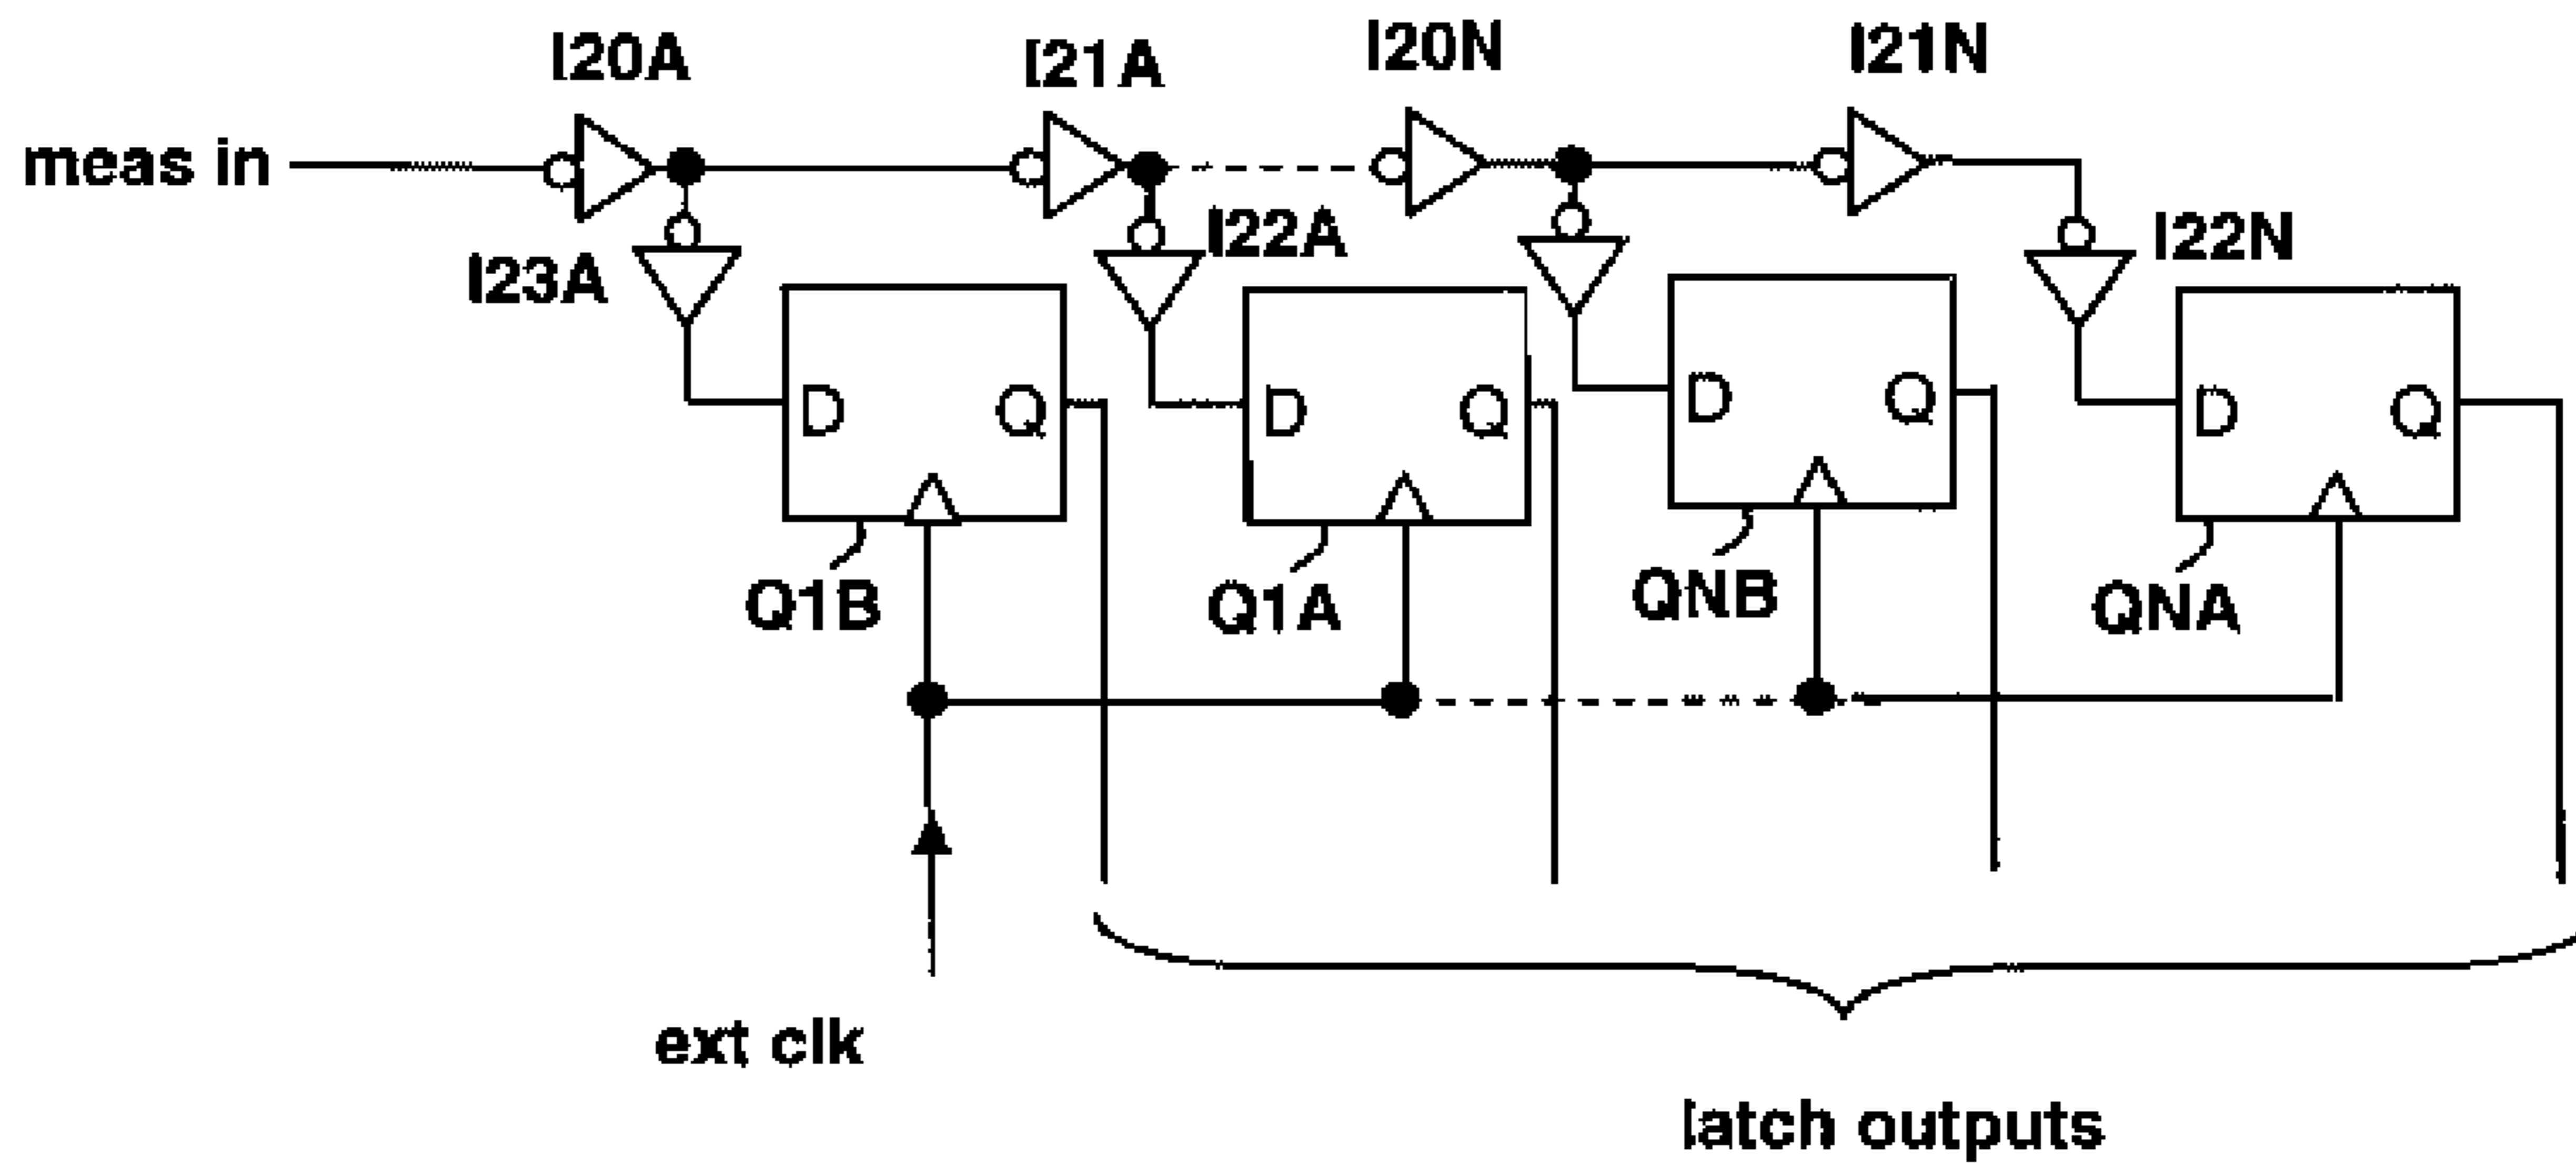 I20A
I21A
I20N
I21N
meas in
I23A
I22A
I22N
D
Q
D
Q
D
Q
D
Q
Q1B
Q1A
QNB
QNA
ext clk
latch outputs